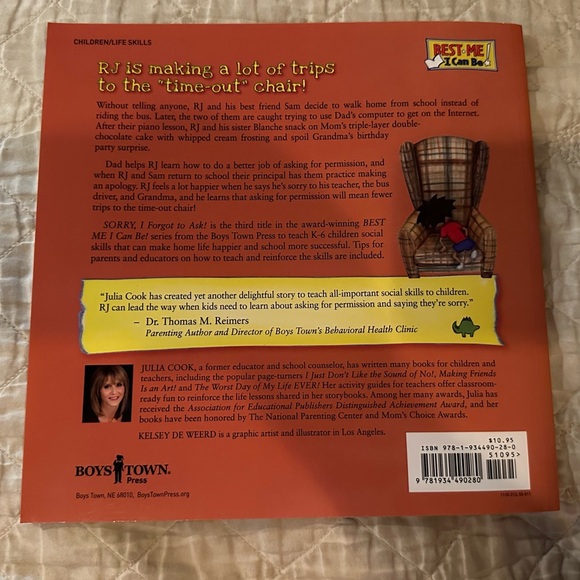 CHILDREN/LIFE SKILLS
BEST ME
I Can Be!
RJ is making a lot of trips
to the "time-out" chair!
Without telling anyone, RJ and his best friend Sam decide to walk home from school instead of
riding the bus. Later, the two of them are caught trying to use Dad's computer to get on the Internet.
After their piano lesson, RJ and his sister Blanche snack on Mom's triple-layer double-
chocolate cake with whipped cream frosting and spoil Grandma's birthday
party surprise.
Dad helps RJ learn how to do a better job of asking for permission, and
when RJ and Sam return to school their principal has them practice making
an apology. RJ feels a lot happier when he says he's sorry to his teacher, the bus
driver, and Grandma, and he learns that asking for permission will mean fewer
trips to the time-out chair!
SORRY, I Forgot to Ask! is the third title in the award-winning BEST
ME I Can Be! series from the Boys Town Press to teach K-6 children social
skills that can make home life happier and school more successful. Tips for
parents and educators on how to teach and reinforce the skills are included.
"Julia Cook has created yet another delightful story to teach all-important social skills to children.
RJ can lead the way when kids need to learn about asking for permission and saying they're sorry."
– Dr. Thomas M. Reimers
Parenting Author and Director of Boys Town's Behavioral Health Clinic
JULIA COOK, a former educator and school counselor, has written many books for children and
teachers, including the popular page-turners I Just Don't Like the Sound of No!, Making Friends
Is an Art! and The Worst Day of My Life EVER! Her activity guides for teachers offer classroom-
ready fun to reinforce the life lessons shared in her storybooks. Among her many awards, Julia has
received the Association for Educational Publishers Distinguished Achievement Award, and her
books have been honored by The National Parenting Center and Mom's Choice Awards.
KELSEY DE WEERD is a graphic artist and illustrator in Los Angeles.
BOYS TOWN.
Press
Boys Town, NE 68010, BoysTownPress.org
$10.95
ISBN 978-1-934490-28-0
51095>
9 781934 490280